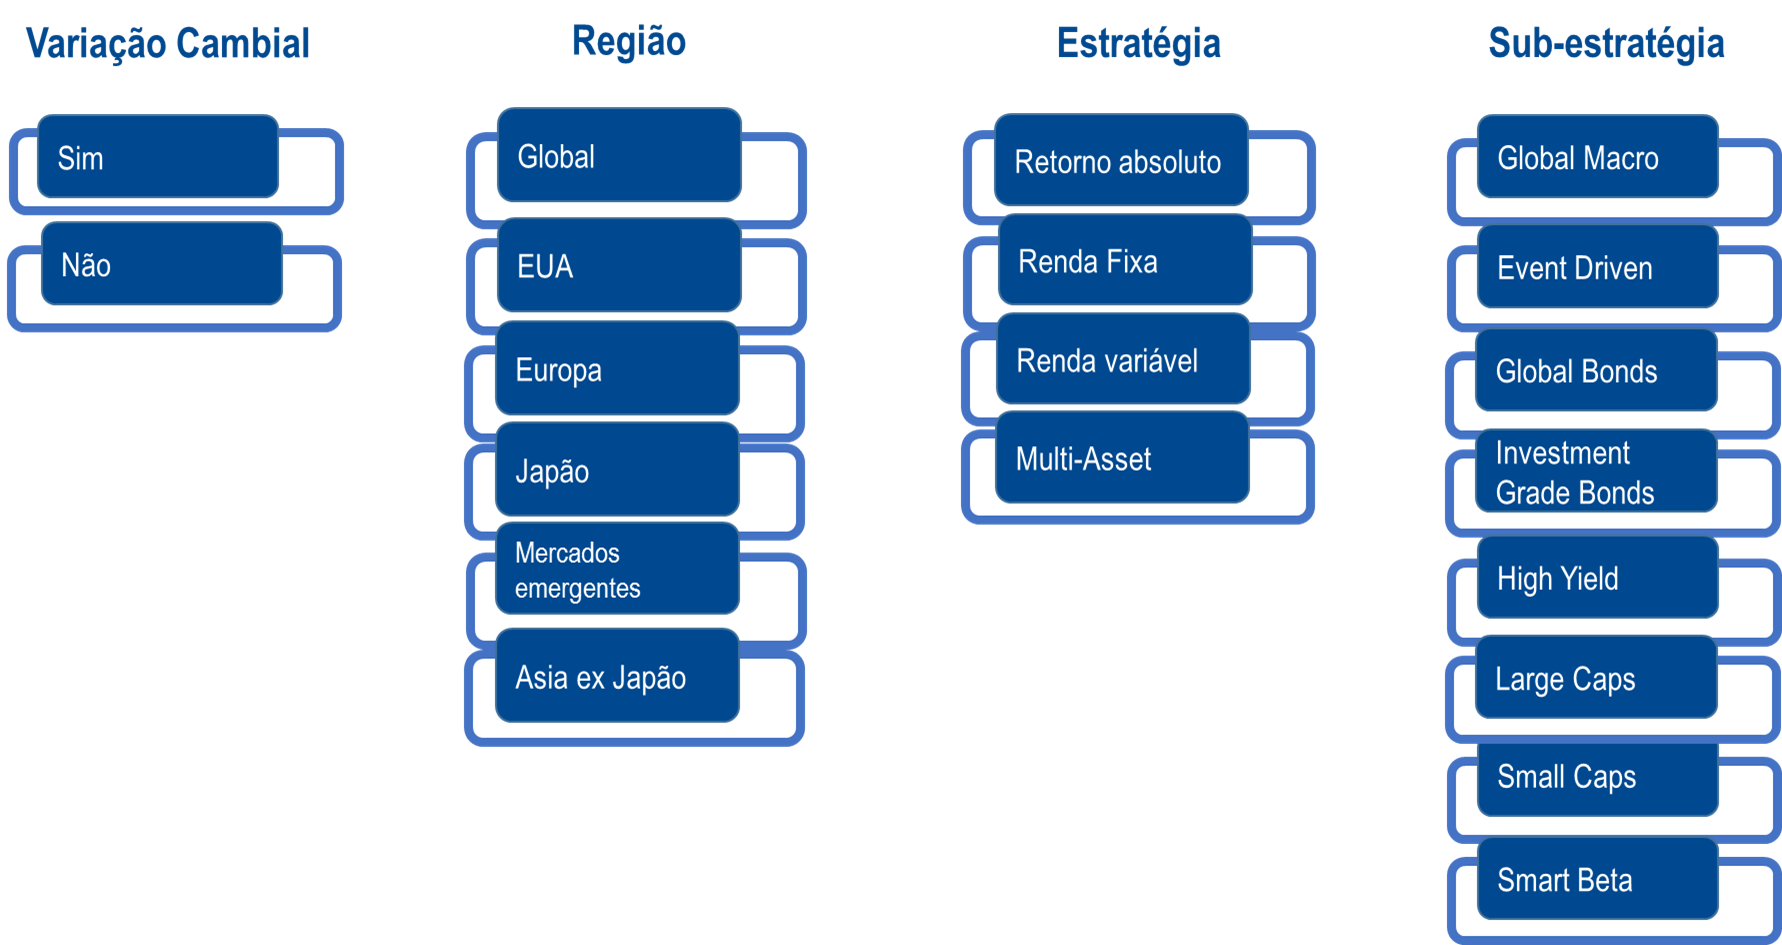 Variação Cambial
Sim
Não
Região
Global
EUA
Europa
Japão
Mercados
emergentes
Asia ex Japão
Estratégia
Retorno absoluto
Renda Fixa
Renda variável
Multi-Asset
Sub-estratégia
Global Macro
Event Driven
Global Bonds
Investment
Grade Bonds
High Yield
Large Caps
Small Caps
Smart Beta